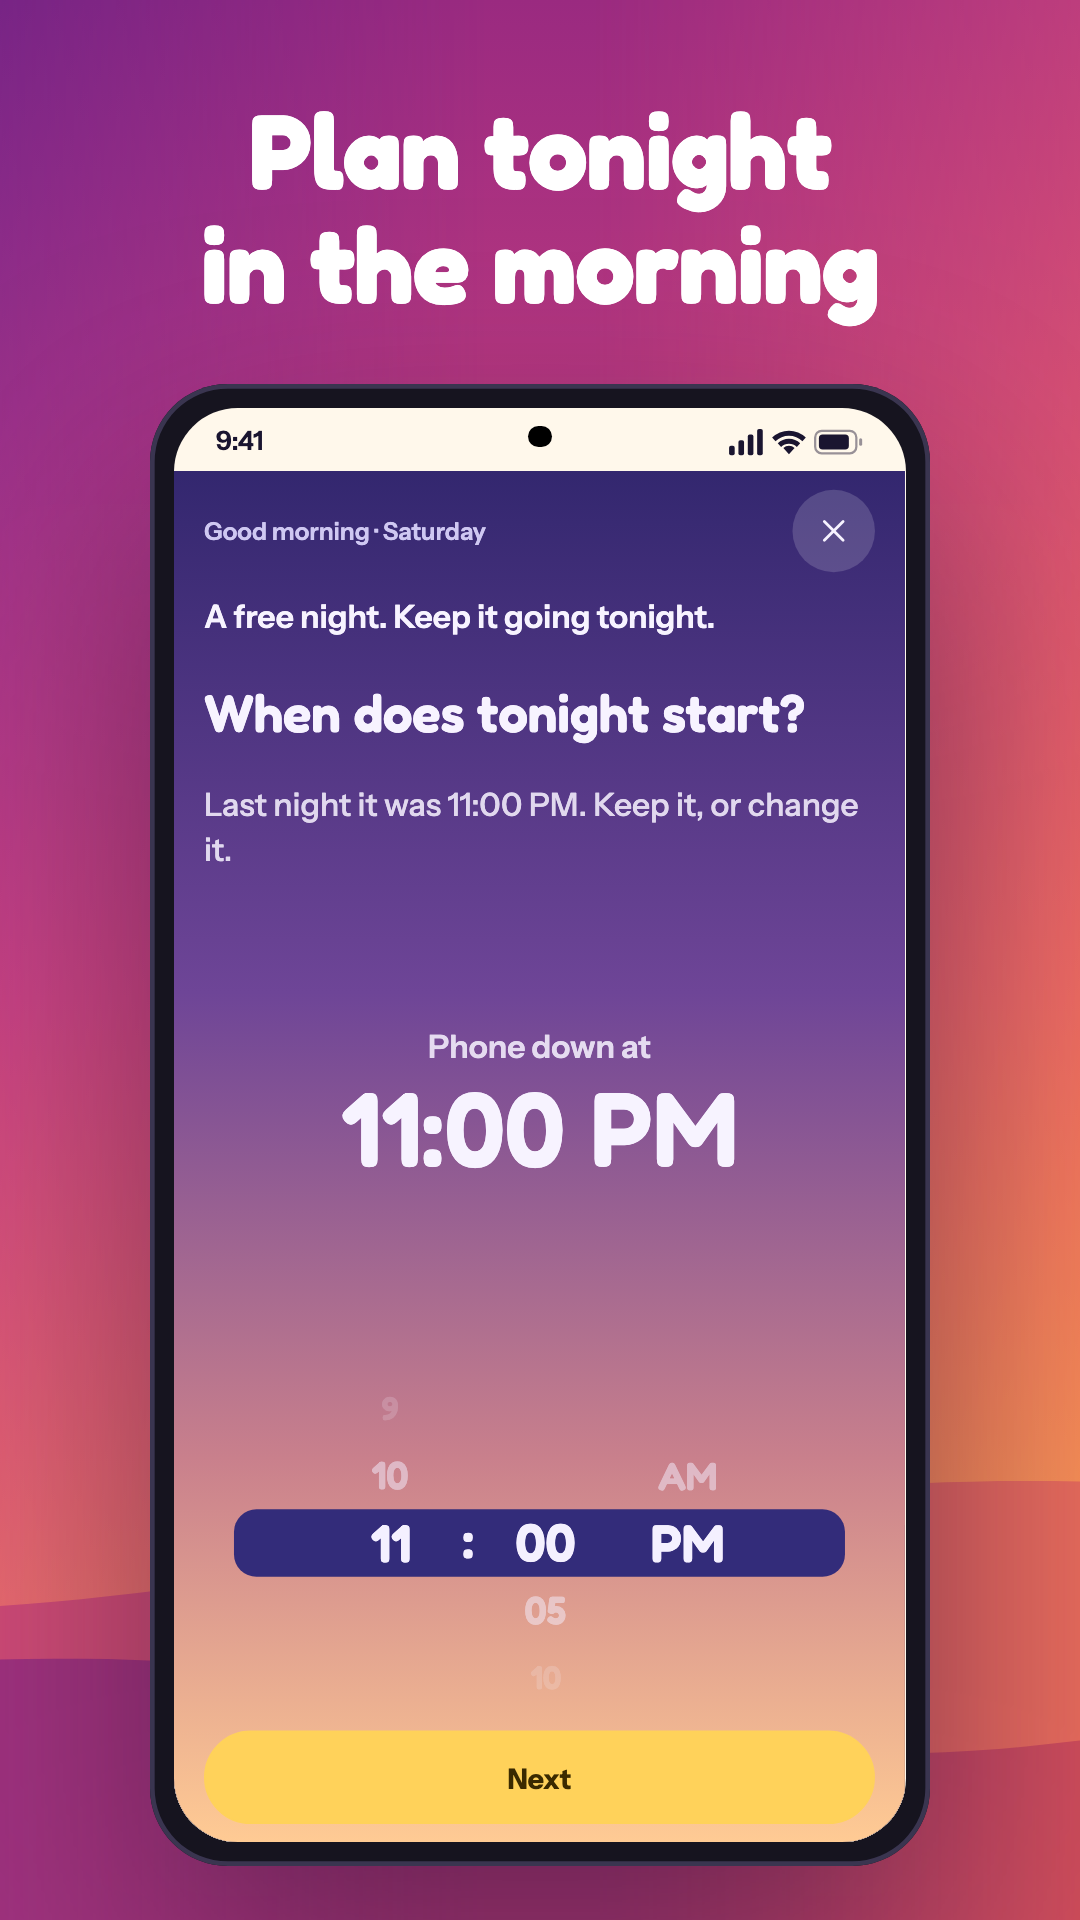 Plan tonight
in the morning
9:41
Good morning · Saturday
A free night. Keep it going tonight.
When does tonight start?
Last night it was 11:00 PM. Keep it, or change
it.
Phone down at
11:00 PM
9
10 AM
11 : 00 PM
05
10
Next